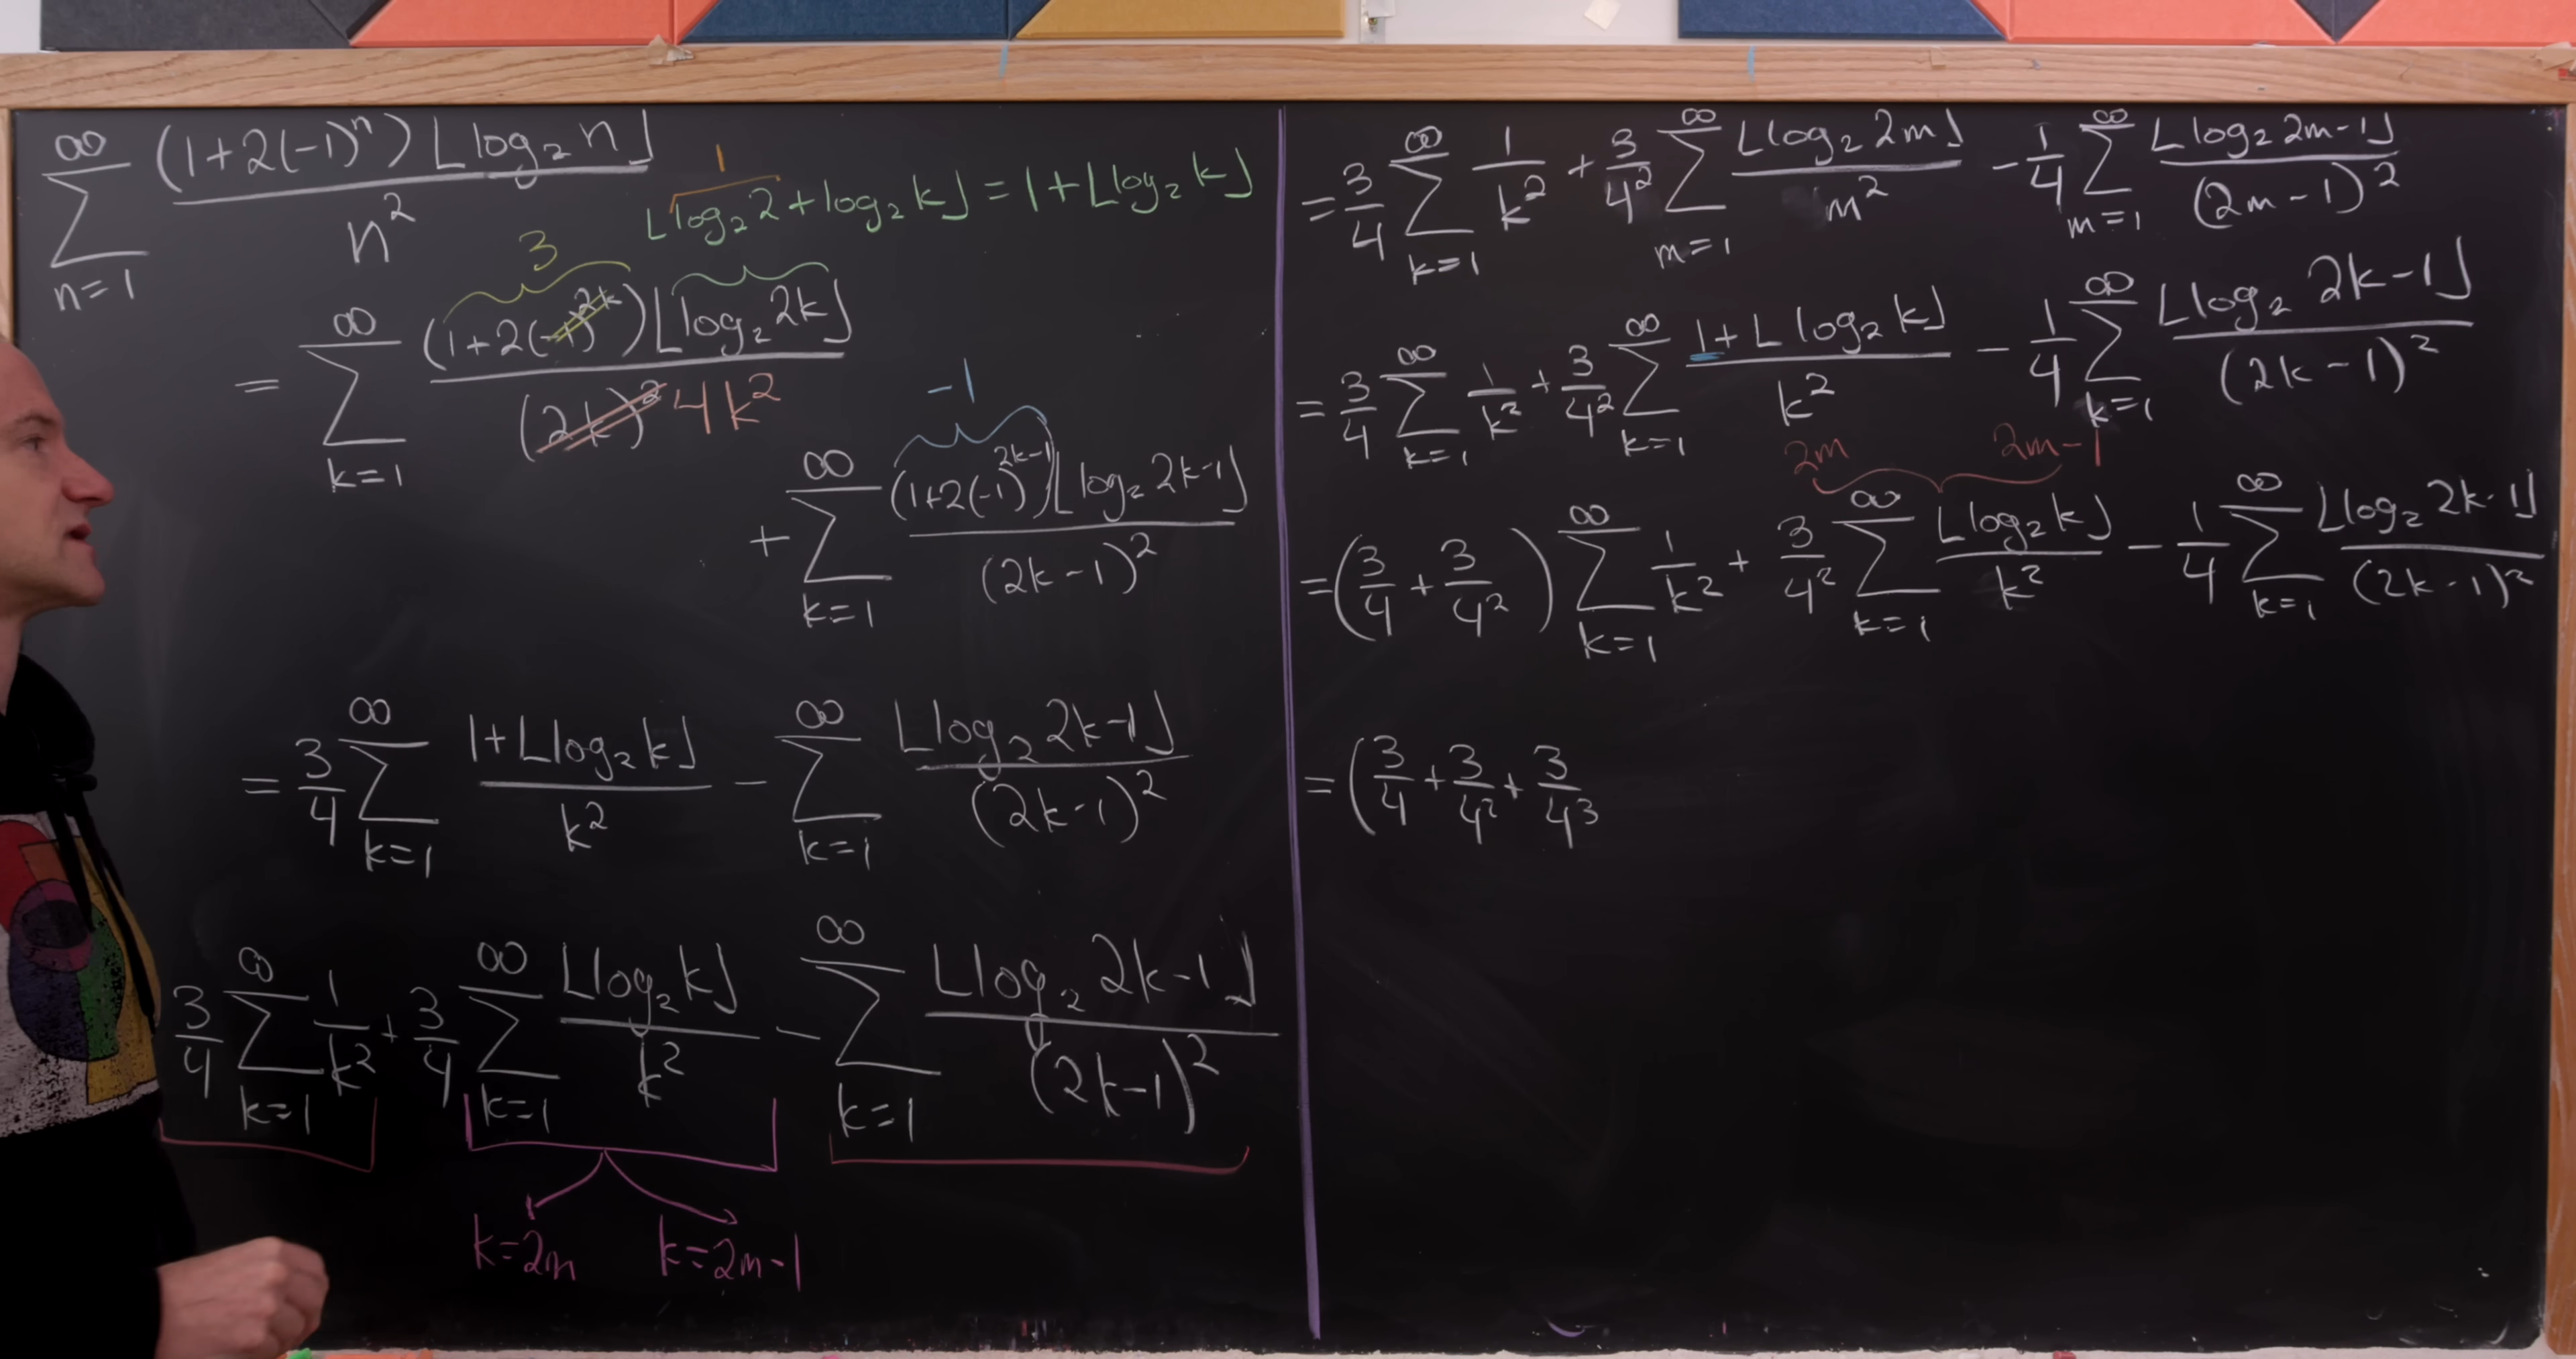 ∞ ∑ n=1 (1+2(-1)ⁿ)⌊log₂ n⌋ / n²
1
⌊log₂ 2 + log₂ k⌋ = 1 + ⌊log₂ k⌋
3
= ∞ ∑ k=1 (1+2(-1)²ᵏ)⌊log₂ 2k⌋ / (2k)² 4k²
-1
+ ∞ ∑ k=1 (1+2(-1)²ᵏ⁻¹)⌊log₂ 2k-1⌋ / (2k-1)²
= 3/4 ∞ ∑ k=1 1+⌊log₂ k⌋ / k² - ∞ ∑ k=1 ⌊log₂ 2k-1⌋ / (2k-1)²
3/4 ∞ ∑ k=1 1/k² + 3/4 ∞ ∑ k=1 ⌊log₂ k⌋ / k² - ∞ ∑ k=1 ⌊log₂ 2k-1⌋ / (2k-1)²
k=2m k=2m-1
= 3/4 ∞ ∑ k=1 1/k² + 3/4² ∞ ∑ m=1 ⌊log₂ 2m⌋ / m² - 1/4 ∞ ∑ m=1 ⌊log₂ 2m-1⌋ / (2m-1)²
= 3/4 ∞ ∑ k=1 1/k² + 3/4² ∞ ∑ k=1 1+⌊log₂ k⌋ / k² - 1/4 ∞ ∑ k=1 ⌊log₂ 2k-1⌋ / (2k-1)²
2m 2m-1
= (3/4 + 3/4²) ∞ ∑ k=1 1/k² + 3/4² ∞ ∑ k=1 ⌊log₂ k⌋ / k² - 1/4 ∞ ∑ k=1 ⌊log₂ 2k-1⌋ / (2k-1)²
= (3/4 + 3/4² + 3/4³